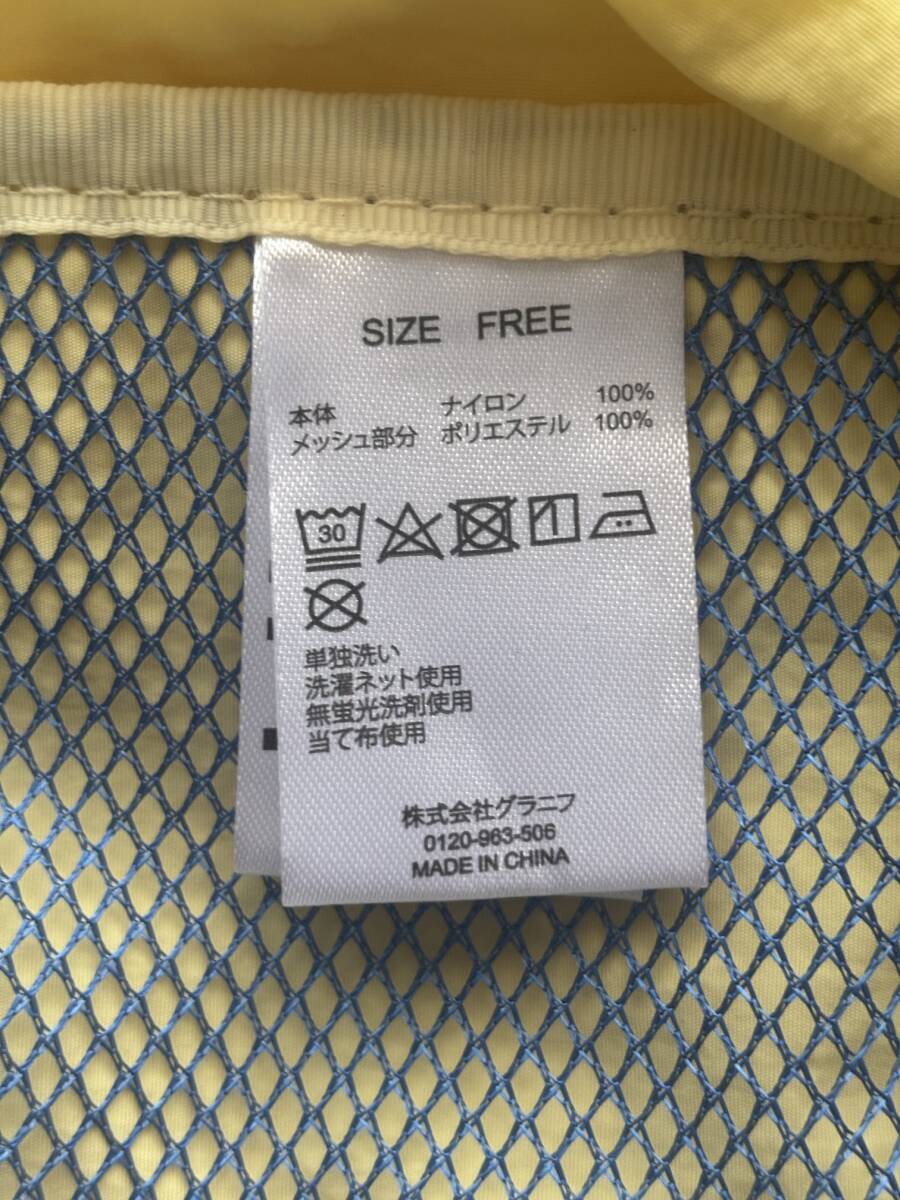 SIZE FREE
本体 ナイロン 100%
メッシュ部分 ポリエステル 100%
30
単独洗い
洗濯ネット使用
無蛍光洗剤使用
当て布使用
株式会社グラニフ
0120-963-506
MADE IN CHINA